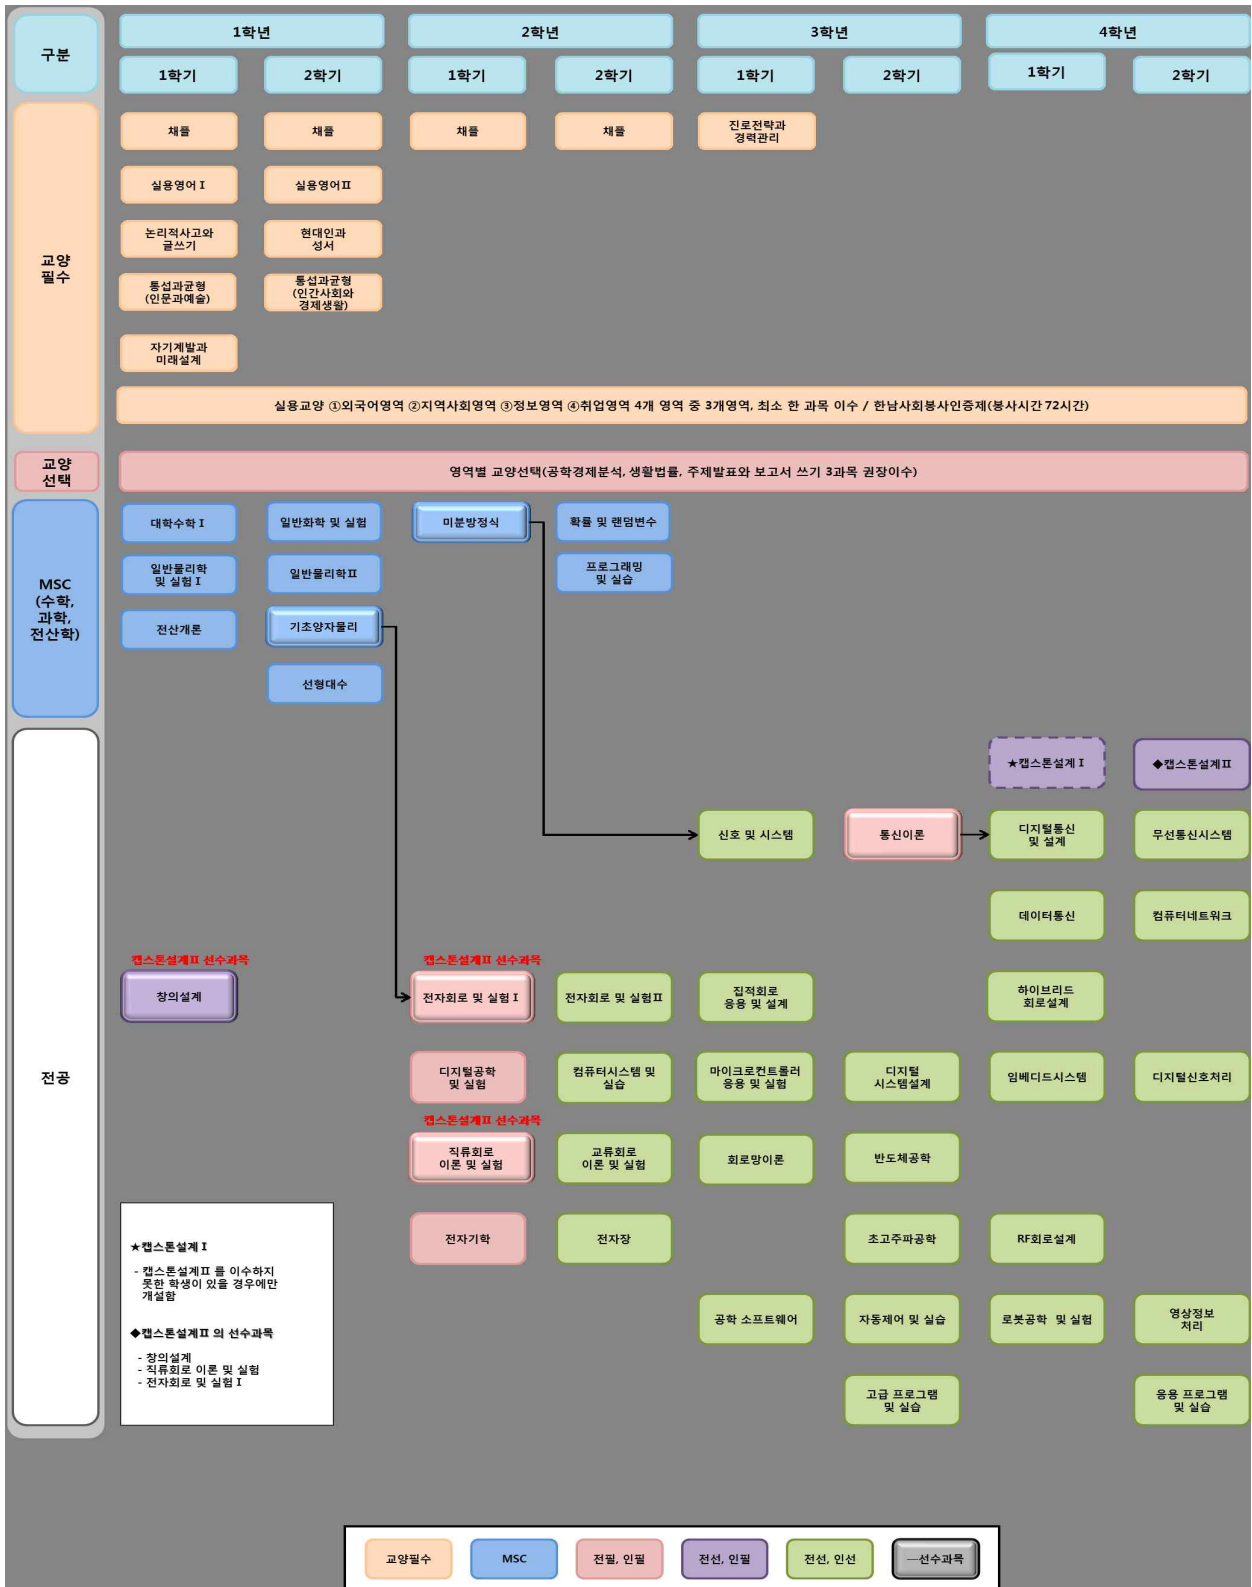 구분
1학년
2학년
3학년
4학년
1학기
2학기
1학기
2학기
1학기
2학기
1학기
2학기
교양
필수
채플
채플
채플
채플
진로전략과
경력관리
실용영어 I
실용영어Ⅱ
논리적사고와
글쓰기
현대인과
성서
통섭과균형
(인문과예술)
통섭과균형
(인간사회와
경제생활)
자기계발과
미래설계
실용교양 ①외국어영역 ②지역사회영역 ③정보영역 ④취업영역 4개 영역 중 3개영역, 최소 한 과목 이수 / 한남사회봉사인증제(봉사시간 72시간)
교양
선택
영역별 교양선택(공학경제분석, 생활법률, 주제발표와 보고서 쓰기 3과목 권장이수)
MSC
(수학,
과학,
전산학)
대학수학 I
일반화학 및 실험
미분방정식
확률 및 랜덤변수
일반물리학
및 실험 I
일반물리학Ⅱ
프로그래밍
및 실습
전산개론
기초양자물리
선형대수
전공
★캡스톤설계 I
◆캡스톤설계Ⅱ
신호 및 시스템
통신이론
디지털통신
및 설계
무선통신시스템
데이터통신
컴퓨터네트워크
캡스톤설계Ⅱ 선수과목
캡스톤설계Ⅱ 선수과목
창의설계
전자회로 및 실험 I
전자회로 및 실험Ⅱ
집적회로
응용 및 설계
하이브리드
회로설계
디지털공학
및 실험
컴퓨터시스템 및
실습
마이크로컨트롤러
응용 및 실험
디지털
시스템설계
임베디드시스템
디지털신호처리
캡스톤설계Ⅱ 선수과목
직류회로
이론 및 실험
교류회로
이론 및 실험
회로망이론
반도체공학
전자기학
전자장
초고주파공학
RF회로설계
공학 소프트웨어
자동제어 및 실습
로봇공학 및 실험
영상정보
처리
고급 프로그램
및 실습
응용 프로그램
및 실습
★캡스톤설계 I
- 캡스톤설계Ⅱ 를 이수하지
못한 학생이 있을 경우에만
개설함
◆캡스톤설계Ⅱ 의 선수과목
- 창의설계
- 직류회로 이론 및 실험
- 전자회로 및 실험 I
교양필수
MSC
전필, 인필
전선, 인필
전선, 인선
―선수과목